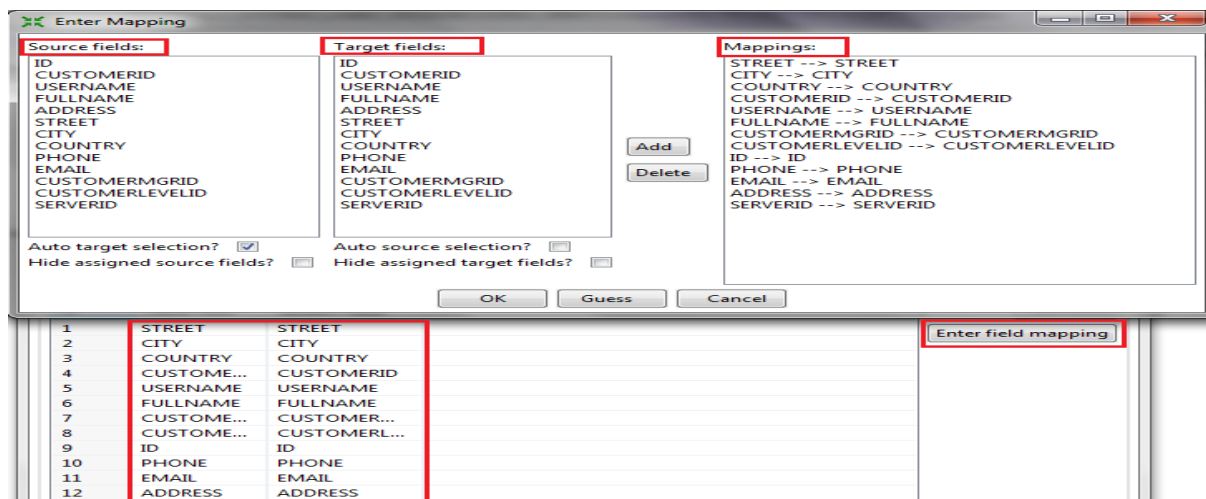 Enter Mapping
Source fields:
ID
CUSTOMERID
USERNAME
FULLNAME
ADDRESS
STREET
CITY
COUNTRY
PHONE
EMAIL
CUSTOMERMGRID
CUSTOMERLEVELID
SERVERID
Auto target selection?
Hide assigned source fields?
Target fields:
ID
CUSTOMERID
USERNAME
FULLNAME
ADDRESS
STREET
CITY
COUNTRY
PHONE
EMAIL
CUSTOMERMGRID
CUSTOMERLEVELID
SERVERID
Auto source selection?
Hide assigned target fields?
Add
Delete
Mappings:
STREET --> STREET
CITY --> CITY
COUNTRY --> COUNTRY
CUSTOMERID --> CUSTOMERID
USERNAME --> USERNAME
FULLNAME --> FULLNAME
CUSTOMERMGRID --> CUSTOMERMGRID
CUSTOMERLEVELID --> CUSTOMERLEVELID
ID --> ID
PHONE --> PHONE
EMAIL --> EMAIL
ADDRESS --> ADDRESS
SERVERID --> SERVERID
OK Guess Cancel
1 STREET STREET
2 CITY CITY
3 COUNTRY COUNTRY
4 CUSTOME... CUSTOMERID
5 USERNAME USERNAME
6 FULLNAME FULLNAME
7 CUSTOME... CUSTOMER...
8 CUSTOME... CUSTOMERL...
9 ID ID
10 PHONE PHONE
11 EMAIL EMAIL
12 ADDRESS ADDRESS
Enter field mapping